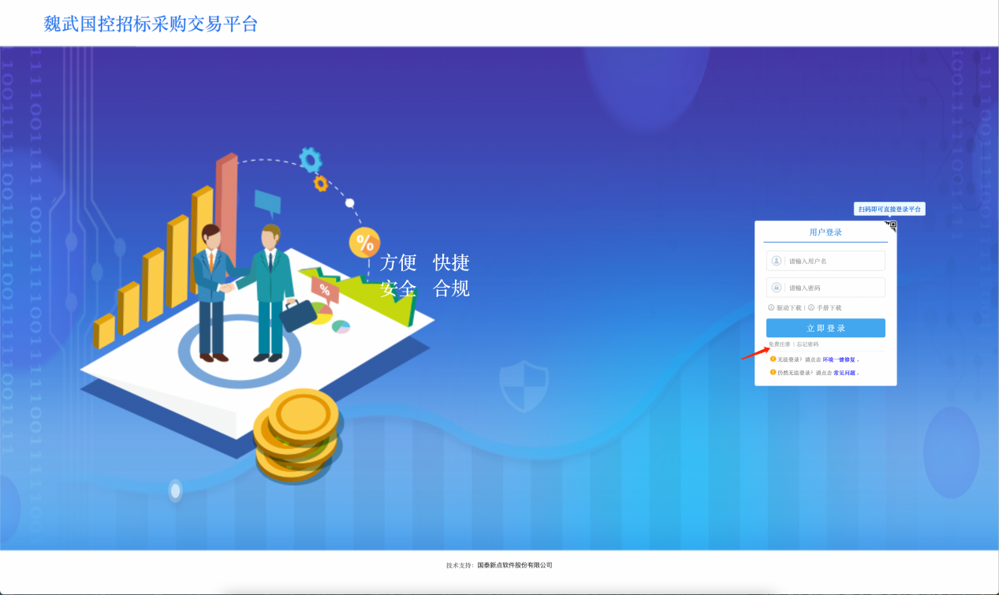 魏武国控招标采购交易平台
方便 快捷
安全 合规
%
%
扫码即可直接登录平台
用户登录
请输入用户名
请输入密码
驱动下载 | 手册下载
立即登录
免费注册 | 忘记密码
无法登录？请点击 环境一键修复 。
仍然无法登录？请点击 常见问题 。
技术支持：国泰新点软件股份有限公司